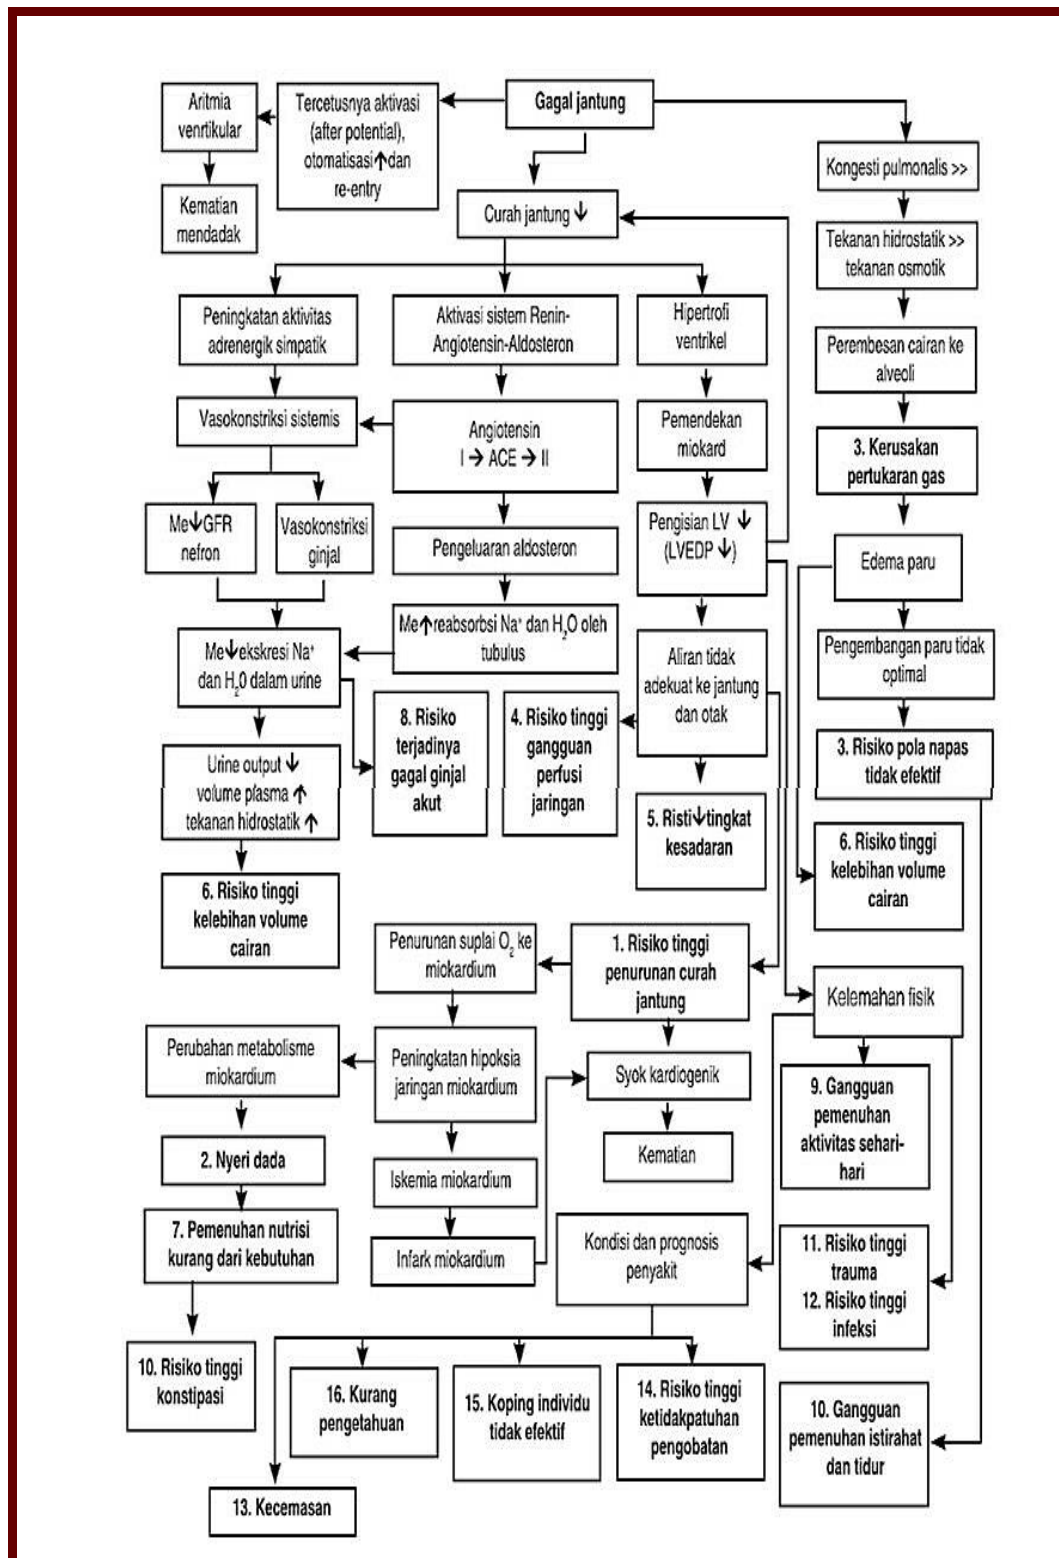 Gagal jantung
Tercetusnya aktivasi
(after potential),
otomatisasi↑dan
re-entry
Aritmia
venrtikular
Kematian
mendadak
Kongesti pulmonalis >>
Curah jantung ↓
Tekanan hidrostatik >>
tekanan osmotik
Peningkatan aktivitas
adrenergik simpatik
Aktivasi sistem Renin-
Angiotensin-Aldosteron
Hipertrofi
ventrikel
Perembesan cairan ke
alveoli
Vasokonstriksi sistemis
Angiotensin
I → ACE → II
Pemendekan
miokard
3. Kerusakan
pertukaran gas
Me↓GFR
nefron
Vasokonstriksi
ginjal
Pengeluaran aldosteron
Pengisian LV ↓
(LVEDP ↓)
Edema paru
Me↓ekskresi Na⁺
dan H₂0 dalam urine
Me↑reabsorbsi Na⁺ dan H₂O oleh
tubulus
Aliran tidak
adekuat ke jantung
dan otak
Pengembangan paru tidak
optimal
Urine output ↓
volume plasma ↑
tekanan hidrostatik ↑
8. Risiko
terjadinya
gagal ginjal
akut
4. Risiko tinggi
gangguan
perfusi
jaringan
5. Risti↓tingkat
kesadaran
3. Risiko pola napas
tidak efektif
6. Risiko tinggi
kelebihan volume
cairan
6. Risiko tinggi
kelebihan volume
cairan
Penurunan suplai O₂ ke
miokardium
1. Risiko tinggi
penurunan curah
jantung
Kelemahan fisik
Perubahan metabolisme
miokardium
Peningkatan hipoksia
jaringan miokardium
Syok kardiogenik
9. Gangguan
pemenuhan
aktivitas sehari-
hari
2. Nyeri dada
Iskemia miokardium
Kematian
7. Pemenuhan nutrisi
kurang dari kebutuhan
Infark miokardium
Kondisi dan prognosis
penyakit
11. Risiko tinggi
trauma
12. Risiko tinggi
infeksi
10. Risiko tinggi
konstipasi
16. Kurang
pengetahuan
15. Koping individu
tidak efektif
14. Risiko tinggi
ketidakpatuhan
pengobatan
10. Gangguan
pemenuhan istirahat
dan tidur
13. Kecemasan